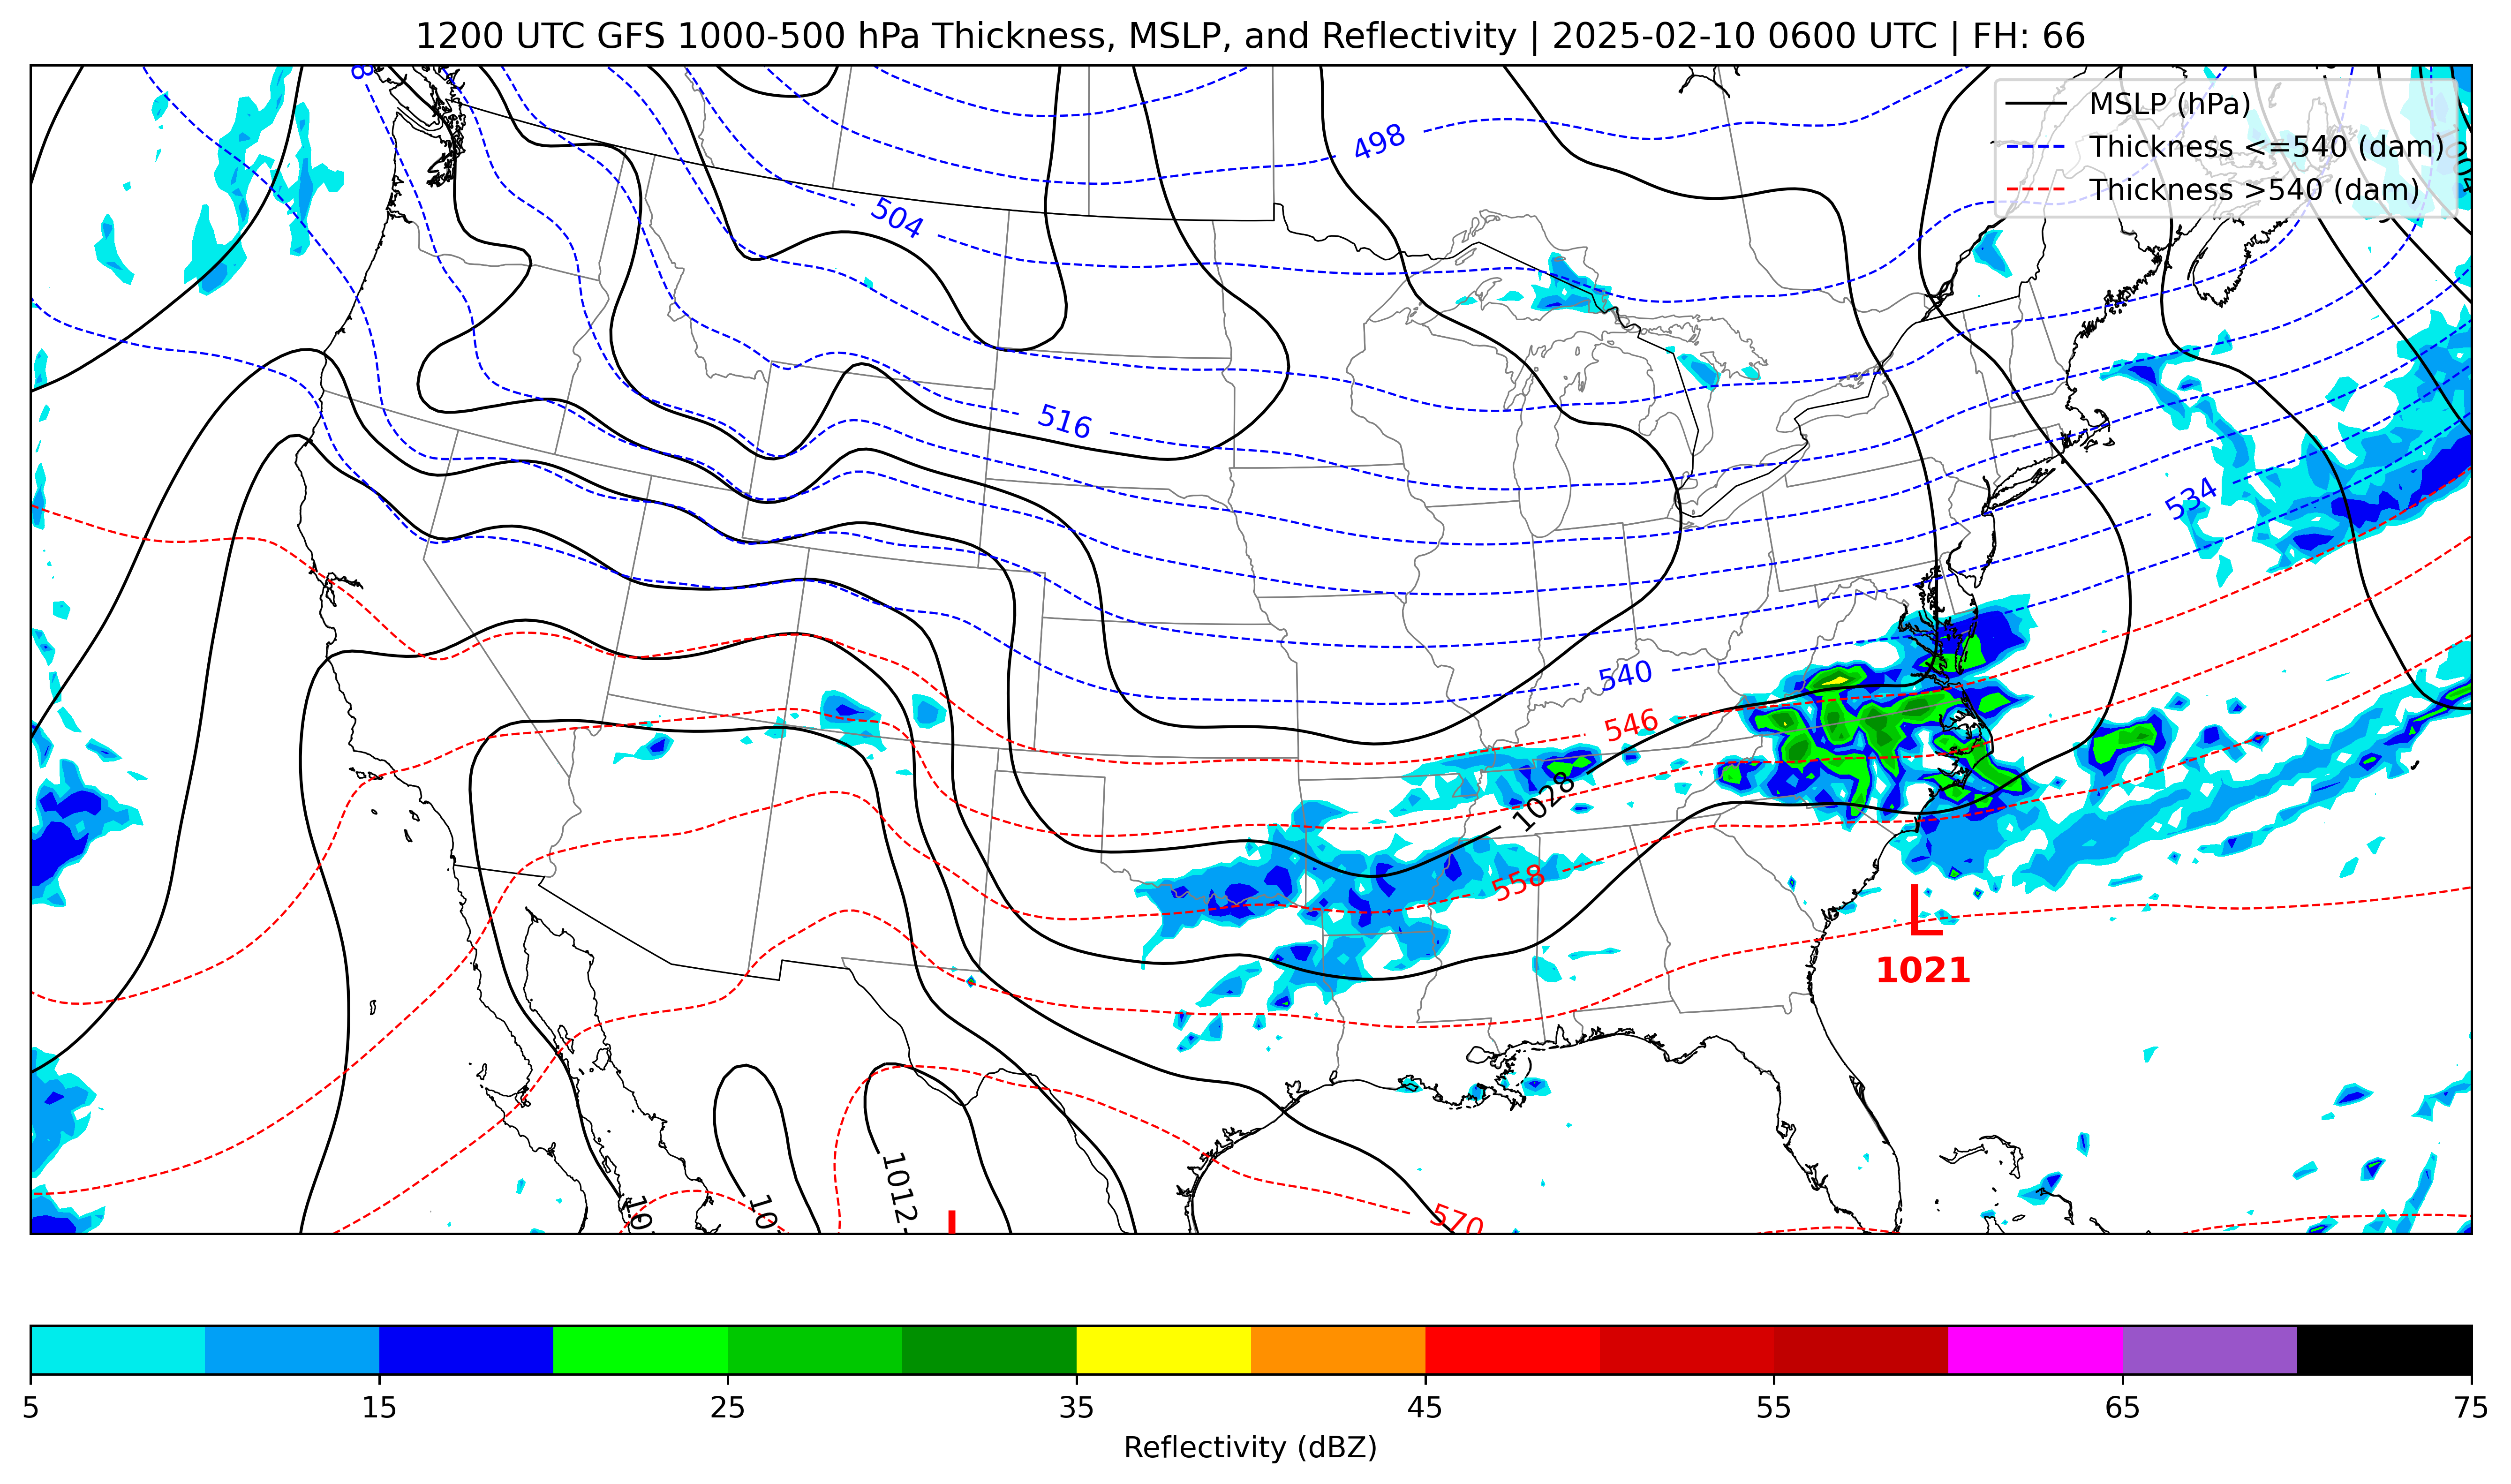 1200 UTC GFS 1000-500 hPa Thickness, MSLP, and Reflectivity | 2025-02-10 0600 UTC | FH: 66
MSLP (hPa)
Thickness <=540 (dam)
Thickness >540 (dam)
498
504
516
534
540
546
1028
558
L
1021
1012
570
5 15 25 35 45 55 65 75
Reflectivity (dBZ)